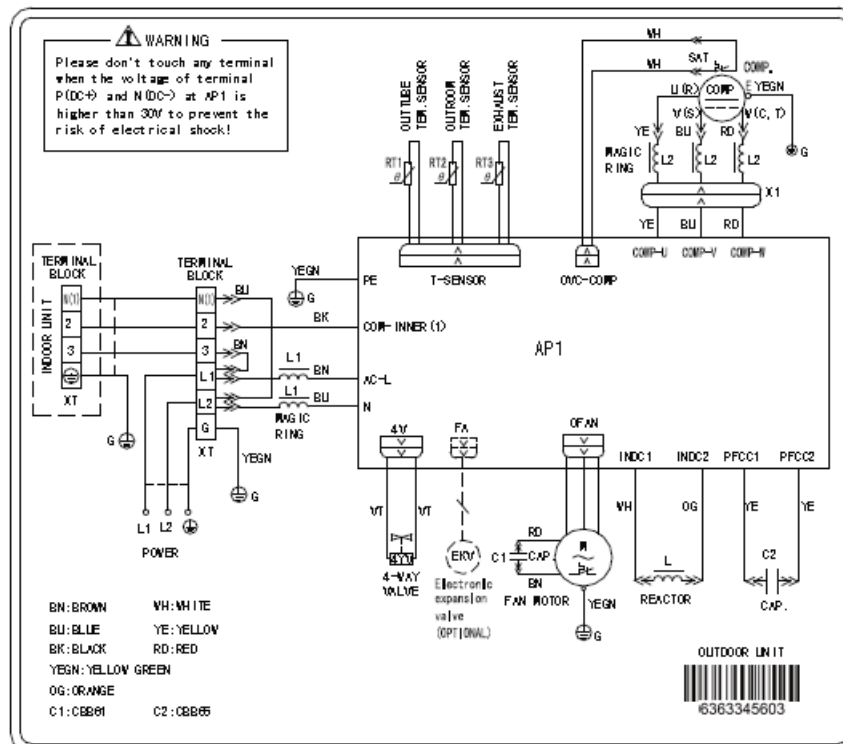 WARNING
Please don't touch any terminal
when the voltage of terminal
P(DC+) and N(DC-) at AP1 is
higher than 30V to prevent the
risk of electrical shock!
OUTTUBE
TEM. SENSOR
OUTROOM
TEM. SENSOR
EXHAUST
TEM. SENSOR
RT1
θ
RT2
θ
RT3
θ
WH
WH
SAT
COMP.
COMP
U(R)
V(S)
W(C,T)
E
YEGN
G
YE
BU
RD
MAGIC
RING
L2
L2
L2
X1
YE
BU
RD
COMP-U
COMP-V
COMP-W
T-SENSOR
OVC-COMP
PE
YEGN
G
COM-INNER(1)
AP1
AC-L
N
INDOOR UNIT
TERMINAL
BLOCK
N(1)
2
3
XT
G
TERMINAL
BLOCK
N(1)
2
3
L1
L2
G
XT
BU
BK
BN
L1
BN
L1
BU
MAGIC
RING
YEGN
G
L1
L2
POWER
4V
FA
OFAN
INDC1
INDC2
PFCC1
PFCC2
VT
VT
4YV
4-WAY
VALVE
EKV
Electronic
expansion
valve
(OPTIONAL)
RD
C1
CAP.
BN
M
FAN MOTOR
YEGN
G
WH
OG
L
REACTOR
YE
YE
C2
CAP.
BN:BROWN WH:WHITE
BU:BLUE YE:YELLOW
BK:BLACK RD:RED
YEGN:YELLOW GREEN
OG:ORANGE
C1:CBB61 C2:CBB65
OUTDOOR UNIT
6363345603